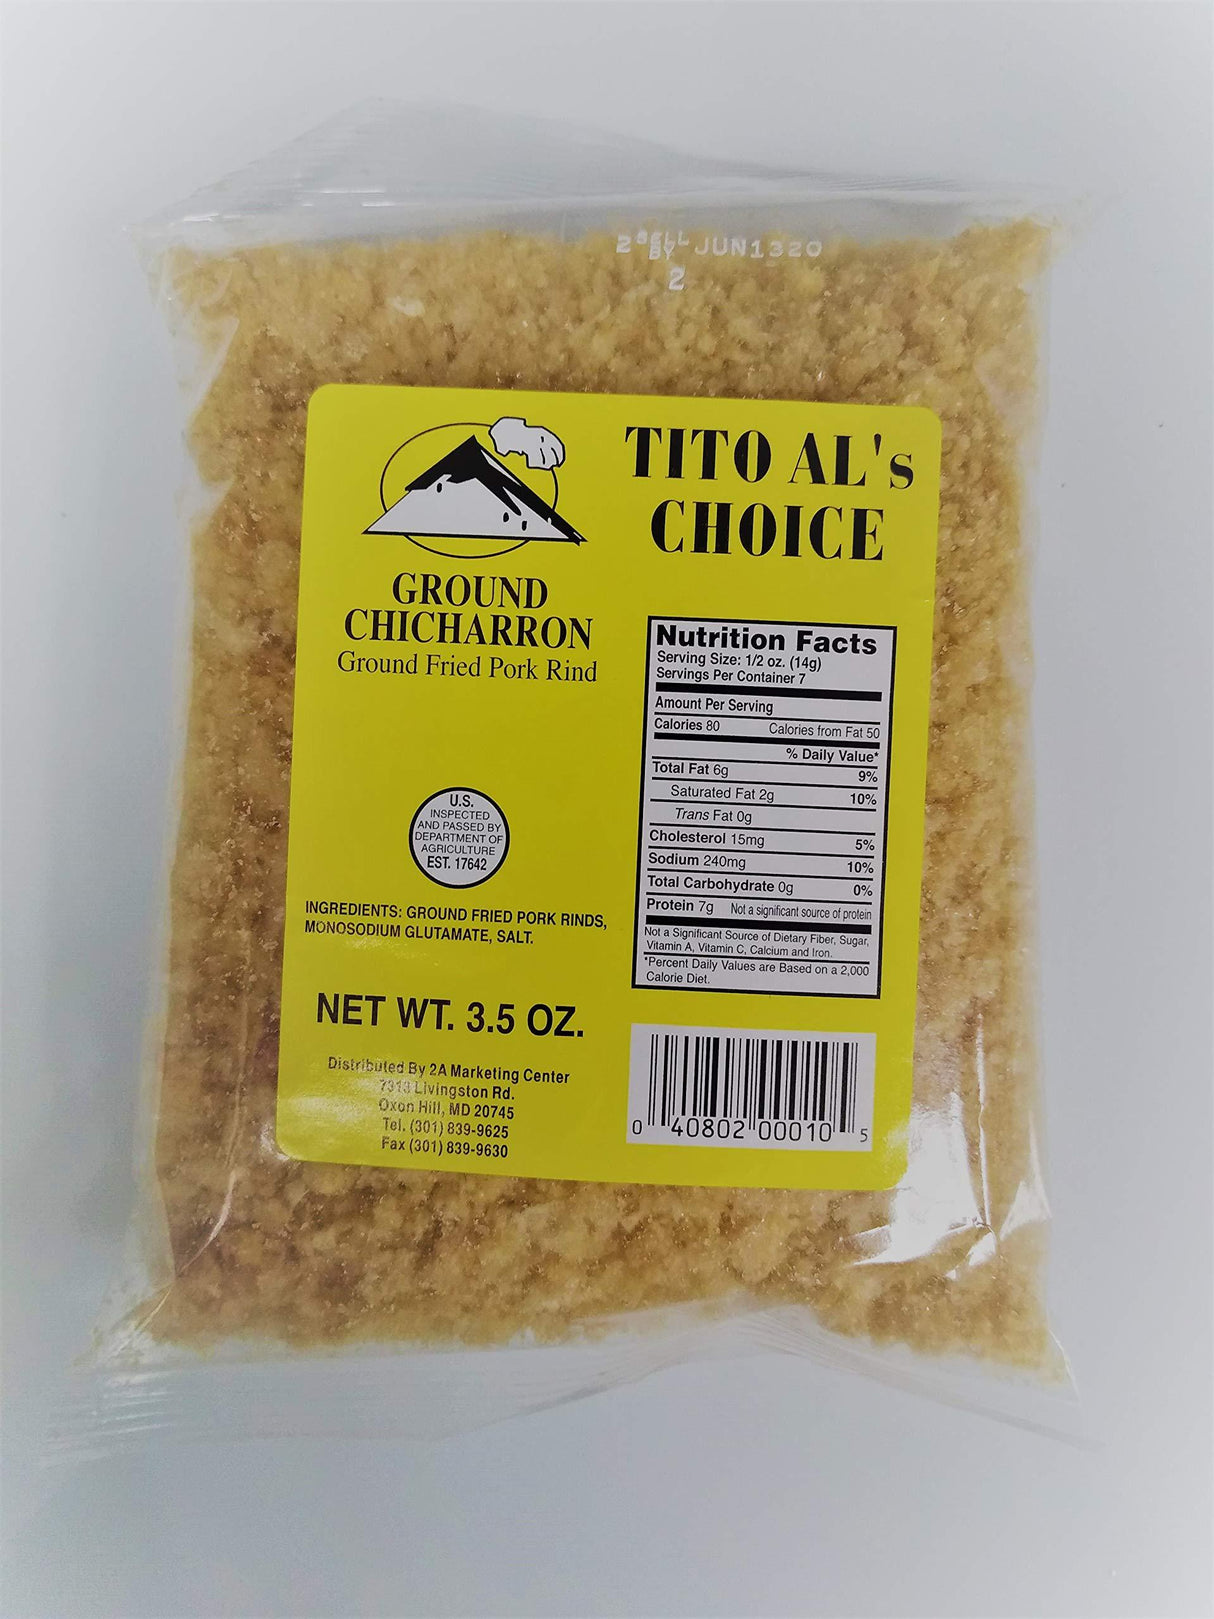 2 SELL BY JUN1320
2
TITO AL's
CHOICE
GROUND
CHICHARRON
Ground Fried Pork Rind
U.S.
INSPECTED
AND PASSED BY
DEPARTMENT OF
AGRICULTURE
EST. 17642
INGREDIENTS: GROUND FRIED PORK RINDS,
MONOSODIUM GLUTAMATE, SALT.
NET WT. 3.5 OZ.
Distributed By 2A Marketing Center
7313 Livingston Rd.
Oxon Hill, MD 20745
Tel. (301) 839-9625
Fax (301) 839-9630
Nutrition Facts
Serving Size: 1/2 oz. (14g)
Servings Per Container 7
Amount Per Serving
Calories 80 Calories from Fat 50
% Daily Value*
Total Fat 6g 9%
Saturated Fat 2g 10%
Trans Fat 0g
Cholesterol 15mg 5%
Sodium 240mg 10%
Total Carbohydrate 0g 0%
Protein 7g Not a significant source of protein
Not a Significant Source of Dietary Fiber, Sugar,
Vitamin A, Vitamin C, Calcium and Iron.
*Percent Daily Values are Based on a 2,000
Calorie Diet.
0 40802 00010 5